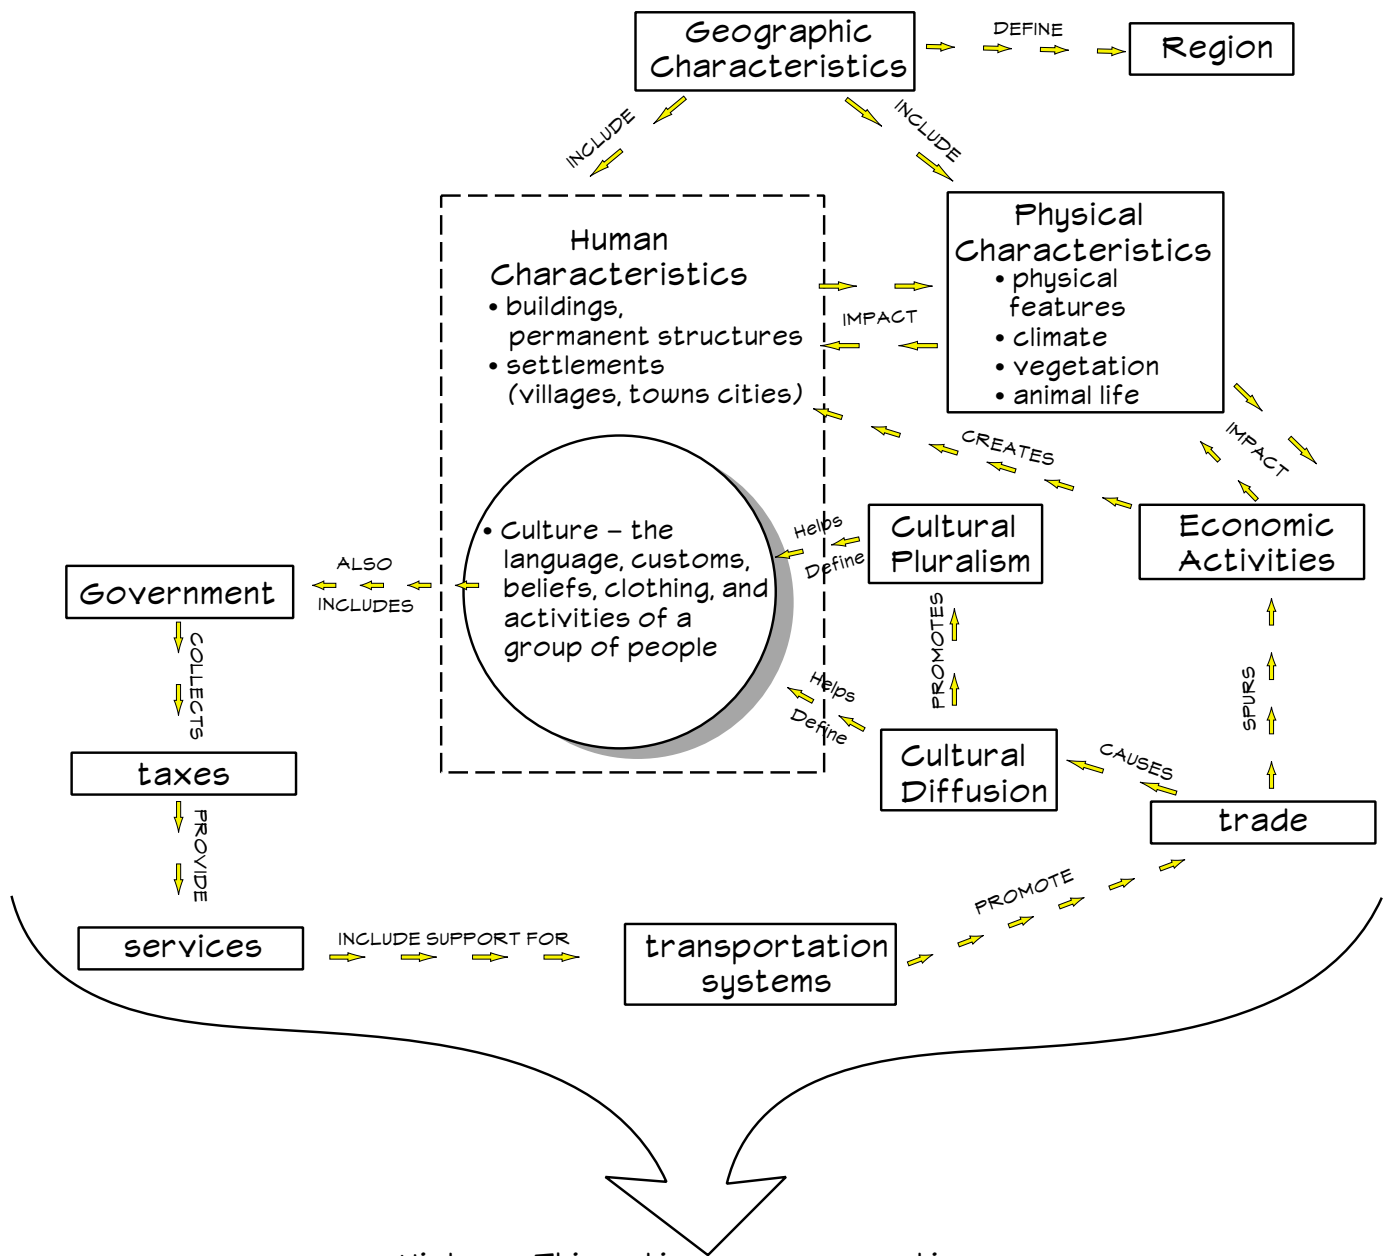 Geographic
Characteristics
DEFINE
Region
INCLUDE
INCLUDE
Human
Characteristics
• buildings,
permanent structures
• settlements
(villages, towns cities)
IMPACT
Physical
Characteristics
• physical
features
• climate
• vegetation
• animal life
CREATES
IMPACT
• Culture – the
language, customs,
beliefs, clothing, and
activities of a
group of people
Helps
Define
Cultural
Pluralism
Economic
Activities
ALSO
INCLUDES
Government
COLLECTS
PROMOTES
SPURS
Helps
Define
taxes
Cultural
Diffusion
CAUSES
trade
PROVIDE
PROMOTE
services
INCLUDE SUPPORT FOR
transportation
systems